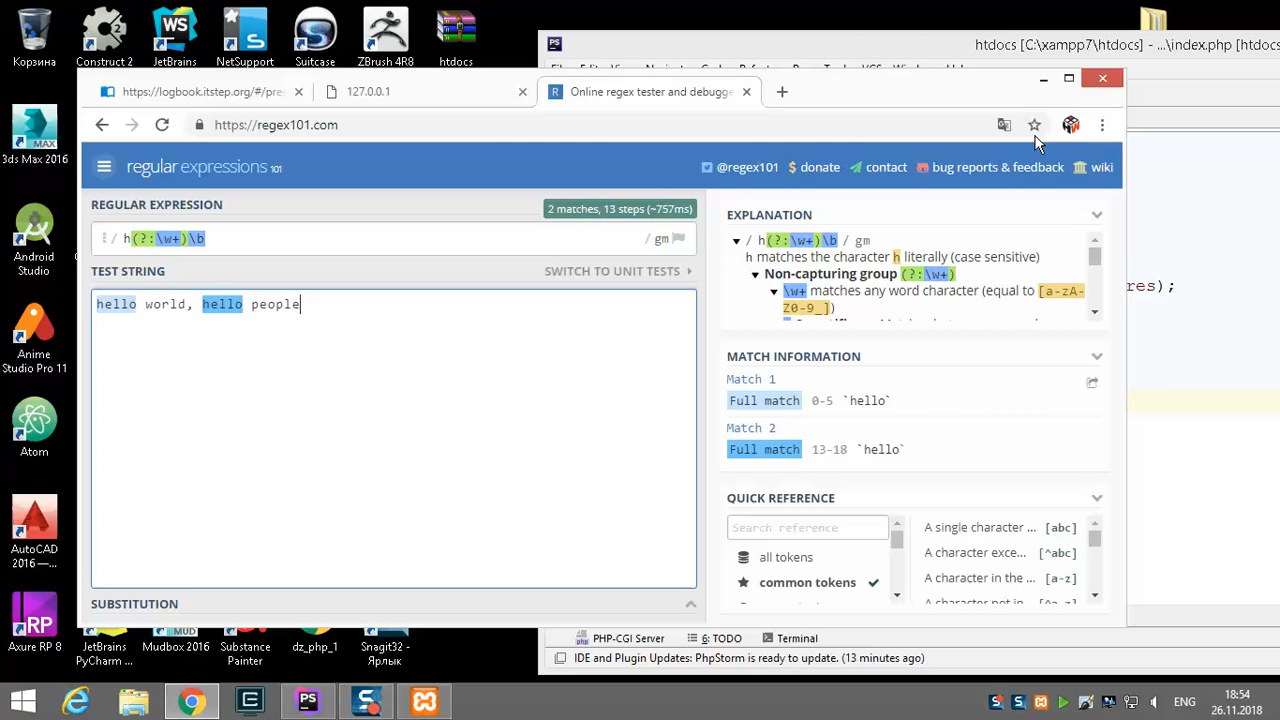 Корзина
Construct 2
JetBrains
NetSupport
Suitcase
ZBrush 4R8
htdocs
3ds Max 2016
Android
Studio
Anime
Studio Pro 11
Atom
AutoCAD
2016 —...
Axure RP 8
htdocs [C:\xampp7\htdocs] - ...\index.php [htdocs
https://logbook.itstep.org/#/pre
127.0.0.1
Online regex tester and debugge
https://regex101.com
regular expressions 101
@regex101
$ donate
contact
bug reports & feedback
wiki
REGULAR EXPRESSION
2 matches, 13 steps (~757ms)
/ h(?:\w+)\b / gm
TEST STRING
SWITCH TO UNIT TESTS
hello world, hello people
SUBSTITUTION
EXPLANATION
/ h(?:\w+)\b / gm
h matches the character h literally (case sensitive)
Non-capturing group (?:\w+)
\w+ matches any word character (equal to [a-zA-
Z0-9_])
MATCH INFORMATION
Match 1
Full match 0-5 `hello`
Match 2
Full match 13-18 `hello`
QUICK REFERENCE
Search reference
all tokens
common tokens
A single character ... [abc]
A character exce... [^abc]
A character in the ... [a-z]
res);
JetBrains
PyCharm ...
Mudbox 2016
Substance
Painter
dz_php_1
Snagit32 -
Ярлык
PHP-CGI Server
6: TODO
Terminal
IDE and Plugin Updates: PhpStorm is ready to update. (13 minutes ago)
ENG
18:54
26.11.2018